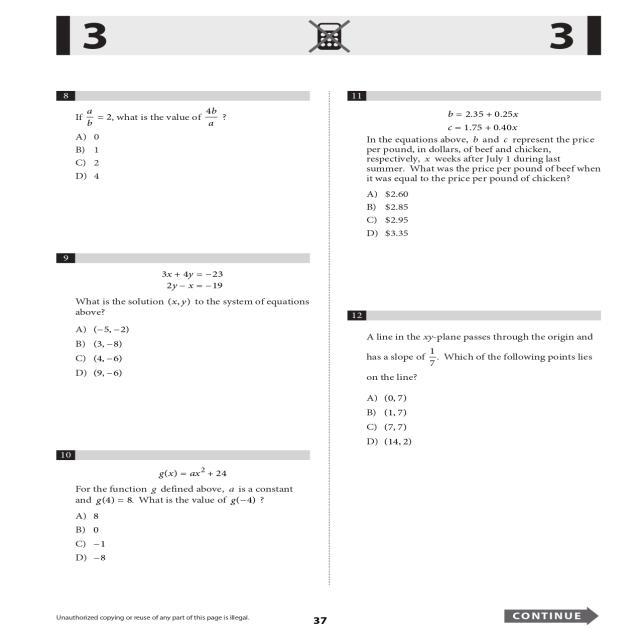 3
3
8
If a/b = 2, what is the value of 4b/a ?
A) 0
B) 1
C) 2
D) 4
9
3x + 4y = −23
2y − x = −19
What is the solution (x, y) to the system of equations
above?
A) (−5, −2)
B) (3, −8)
C) (4, −6)
D) (9, −6)
10
g(x) = ax² + 24
For the function g defined above, a is a constant
and g(4) = 8. What is the value of g(−4) ?
A) 8
B) 0
C) −1
D) −8
11
b = 2.35 + 0.25x
c = 1.75 + 0.40x
In the equations above, b and c represent the price
per pound, in dollars, of beef and chicken,
respectively, x weeks after July 1 during last
summer. What was the price per pound of beef when
it was equal to the price per pound of chicken?
A) $2.60
B) $2.85
C) $2.95
D) $3.35
12
A line in the xy-plane passes through the origin and
has a slope of 1/7. Which of the following points lies
on the line?
A) (0, 7)
B) (1, 7)
C) (7, 7)
D) (14, 2)
Unauthorized copying or reuse of any part of this page is illegal.
37
CONTINUE